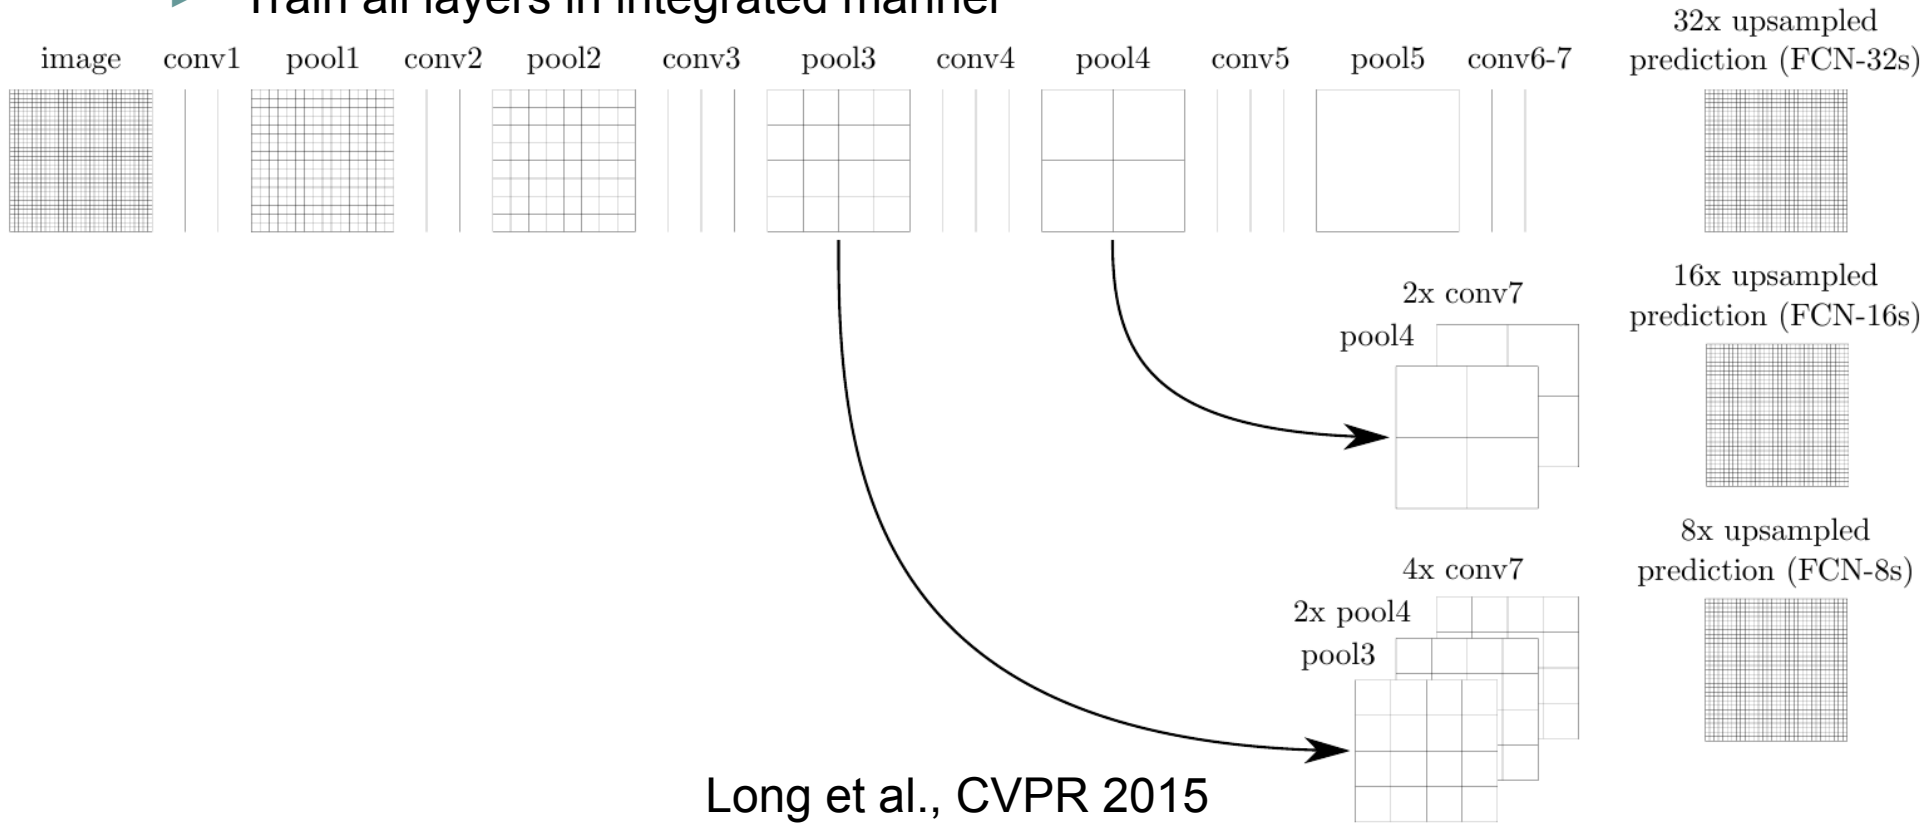 Train all layers in integrated manner
image conv1 pool1 conv2 pool2 conv3 pool3 conv4 pool4 conv5 pool5 conv6-7
32x upsampled
prediction (FCN-32s)
2x conv7
pool4
16x upsampled
prediction (FCN-16s)
4x conv7
2x pool4
pool3
8x upsampled
prediction (FCN-8s)
Long et al., CVPR 2015